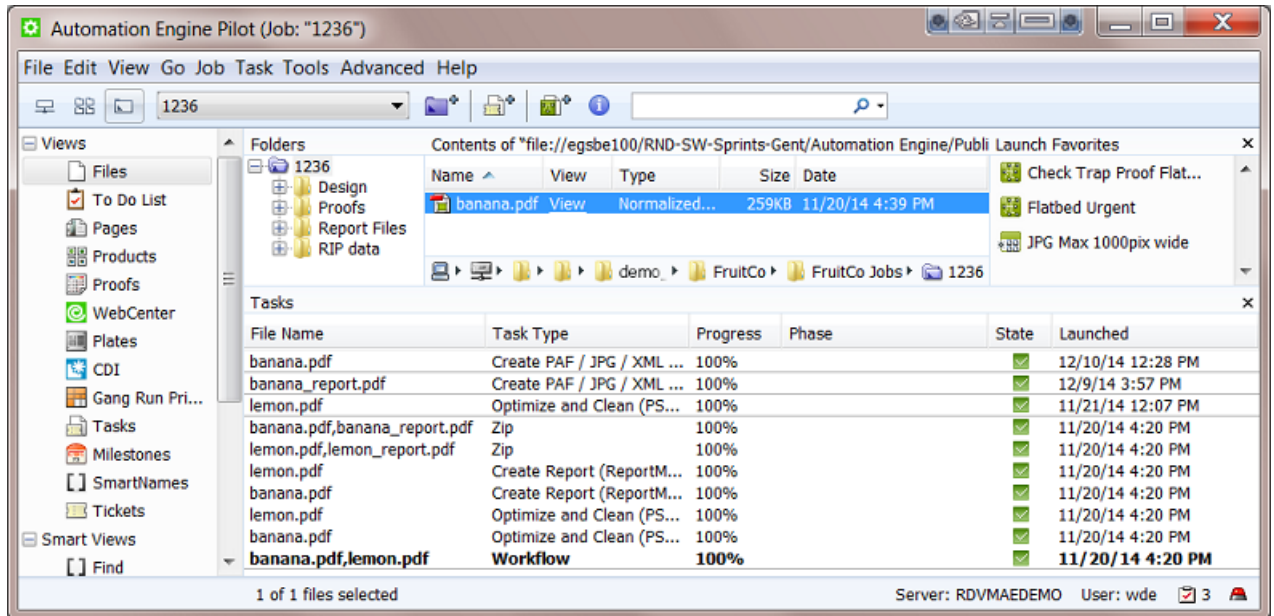 Automation Engine Pilot (Job: "1236")
File Edit View Go Job Task Tools Advanced Help
1236
Views
Files
To Do List
Pages
Products
Proofs
WebCenter
Plates
CDI
Gang Run Pri...
Tasks
Milestones
SmartNames
Tickets
Smart Views
Find
Folders
1236
Design
Proofs
Report Files
RIP data
Contents of "file://egsbe100/RND-SW-Sprints-Gent/Automation Engine/Publi
Name View Type Size Date
banana.pdf View Normalized... 259KB 11/20/14 4:39 PM
demo_ FruitCo FruitCo Jobs 1236
Launch Favorites
Check Trap Proof Flat...
Flatbed Urgent
JPG Max 1000pix wide
Tasks
File Name Task Type Progress Phase State Launched
banana.pdf Create PAF / JPG / XML ... 100% 12/10/14 12:28 PM
banana_report.pdf Create PAF / JPG / XML ... 100% 12/9/14 3:57 PM
lemon.pdf Optimize and Clean (PS... 100% 11/21/14 12:07 PM
banana.pdf,banana_report.pdf Zip 100% 11/20/14 4:20 PM
lemon.pdf,lemon_report.pdf Zip 100% 11/20/14 4:20 PM
lemon.pdf Create Report (ReportM... 100% 11/20/14 4:20 PM
banana.pdf Create Report (ReportM... 100% 11/20/14 4:20 PM
lemon.pdf Optimize and Clean (PS... 100% 11/20/14 4:20 PM
banana.pdf Optimize and Clean (PS... 100% 11/20/14 4:20 PM
banana.pdf,lemon.pdf Workflow 100% 11/20/14 4:20 PM
1 of 1 files selected
Server: RDVMAEDEMO User: wde 3